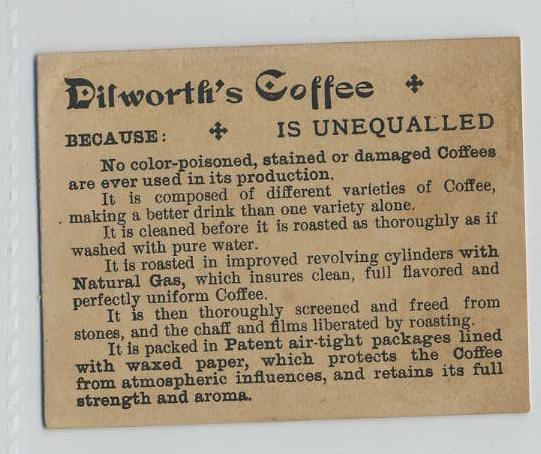 Dilworth's Coffee
BECAUSE: IS UNEQUALLED
No color-poisoned, stained or damaged Coffees
are ever used in its production.
It is composed of different varieties of Coffee,
making a better drink than one variety alone.
It is cleaned before it is roasted as thoroughly as if
washed with pure water.
It is roasted in improved revolving cylinders with
Natural Gas, which insures clean, full flavored and
perfectly uniform Coffee.
It is then thoroughly screened and freed from
stones, and the chaff and films liberated by roasting.
It is packed in Patent air-tight packages lined
with waxed paper, which protects the Coffee
from atmospheric influences, and retains its full
strength and aroma.